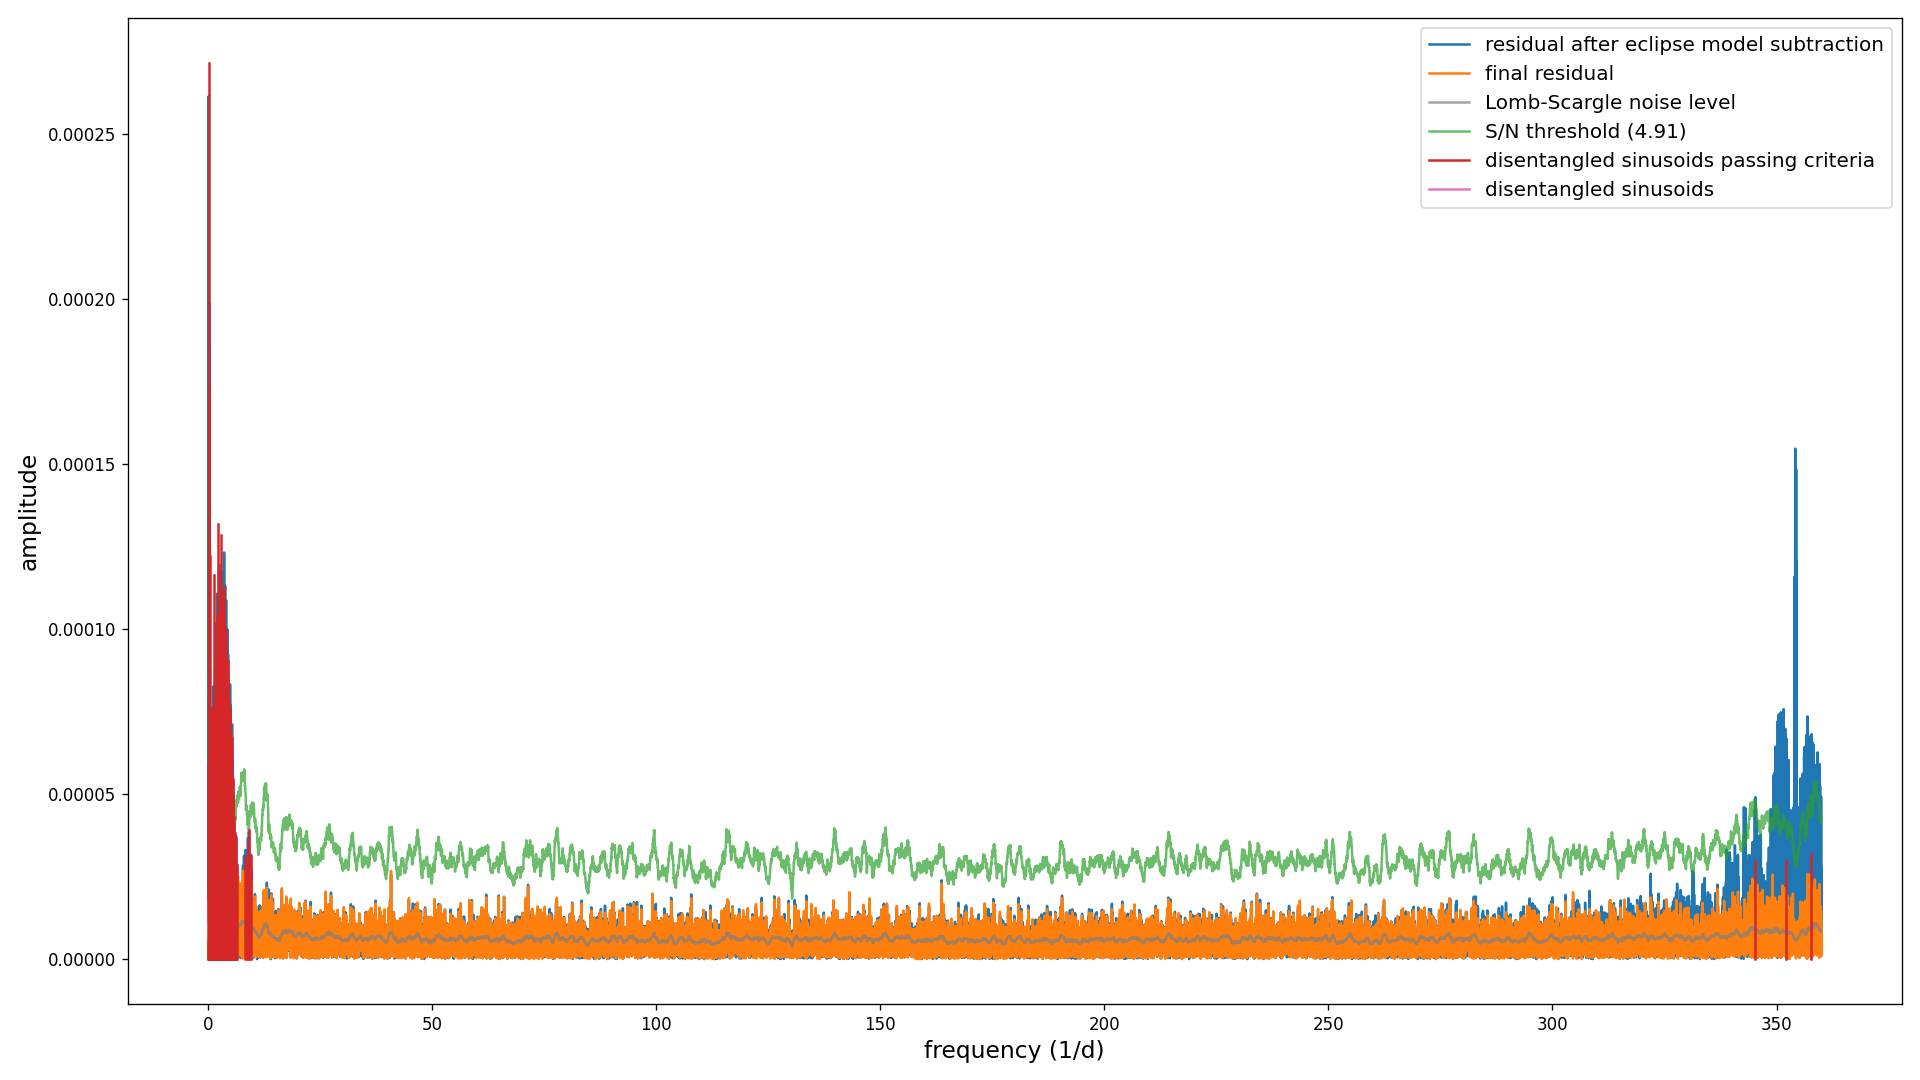 residual after eclipse model subtraction
final residual
Lomb-Scargle noise level
S/N threshold (4.91)
disentangled sinusoids passing criteria
disentangled sinusoids
amplitude
0.00025
0.00020
0.00015
0.00010
0.00005
0.00000
0
50
100
150
200
250
300
350
frequency (1/d)